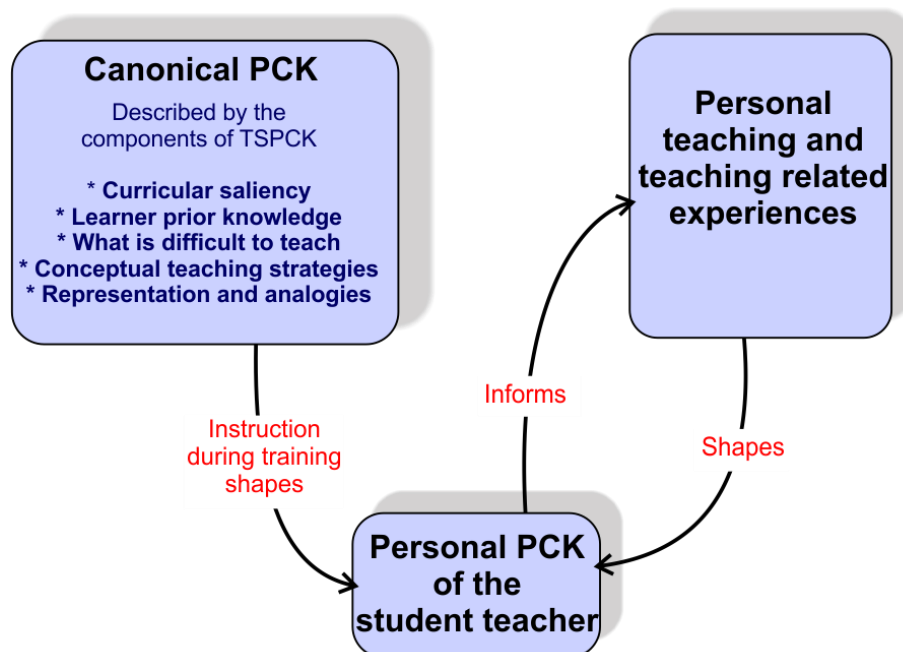 Canonical PCK
Described by the
components of TSPCK
* Curricular saliency
* Learner prior knowledge
* What is difficult to teach
* Conceptual teaching strategies
* Representation and analogies
Personal
teaching and
teaching related
experiences
Instruction
during training
shapes
Informs
Shapes
Personal PCK
of the
student teacher